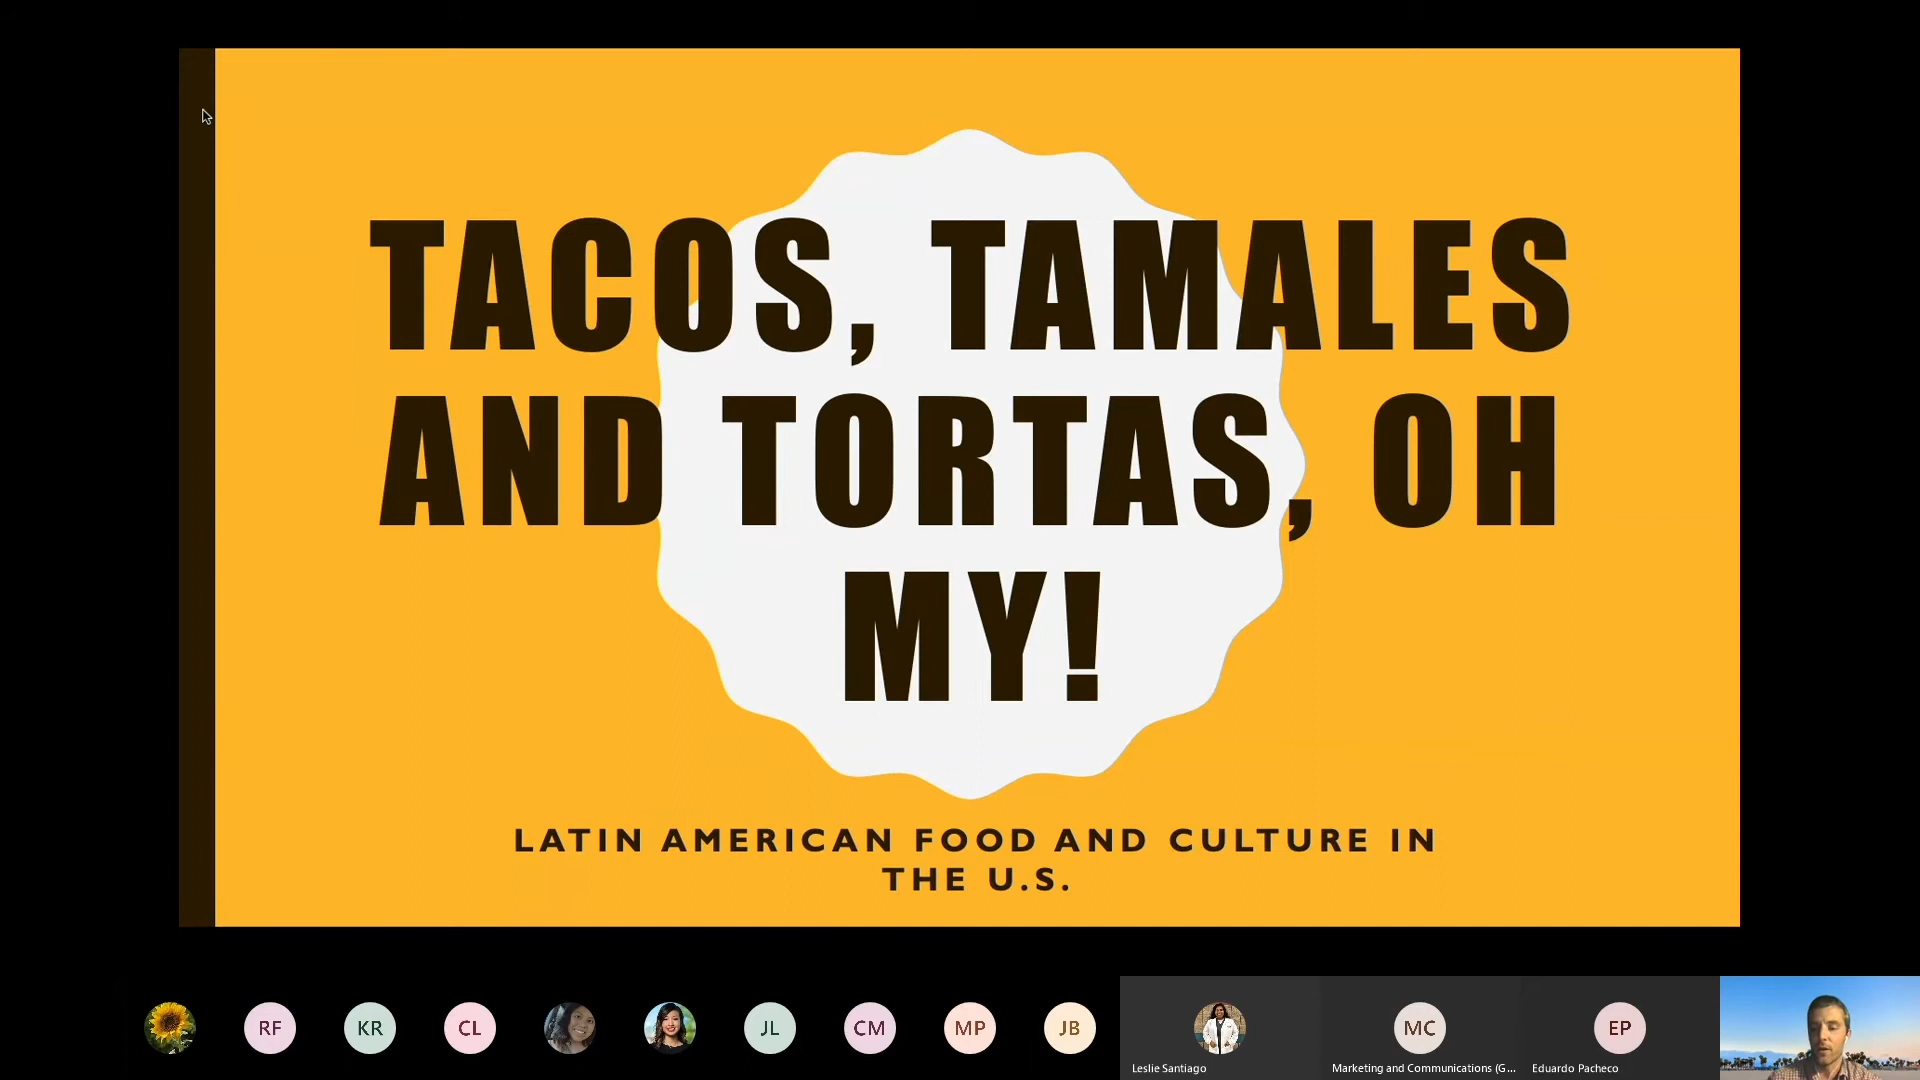 TACOS, TAMALES
AND TORTAS, OH
MY!
LATIN AMERICAN FOOD AND CULTURE IN
THE U.S.
RF
KR
CL
JL
CM
MP
JB
MC
EP
Leslie Santiago
Marketing and Communications (G...
Eduardo Pacheco